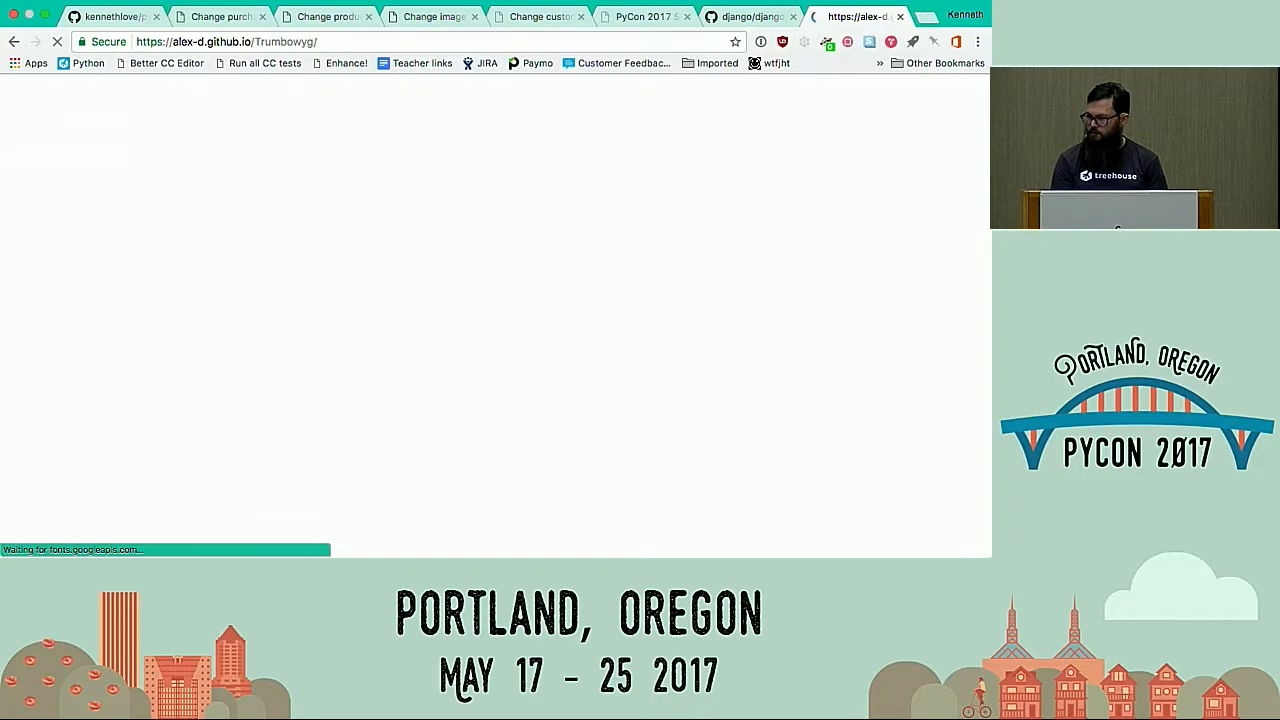 kennethlove/p
Change purch
Change produ
Change image
Change custo
PyCon 2017 S
django/django
https://alex-d.g
Kenneth
Secure
https://alex-d.github.io/Trumbowyg/
Apps
Python
Better CC Editor
Run all CC tests
Enhance!
Teacher links
JIRA
Paymo
Customer Feedbac...
Imported
wtfjht
»
Other Bookmarks
treehouse
Waiting for fonts.googleapis.com...
PORTLAND, OREGON
PYCON 2017
PORTLAND, OREGON
MAY 17 - 25 2017